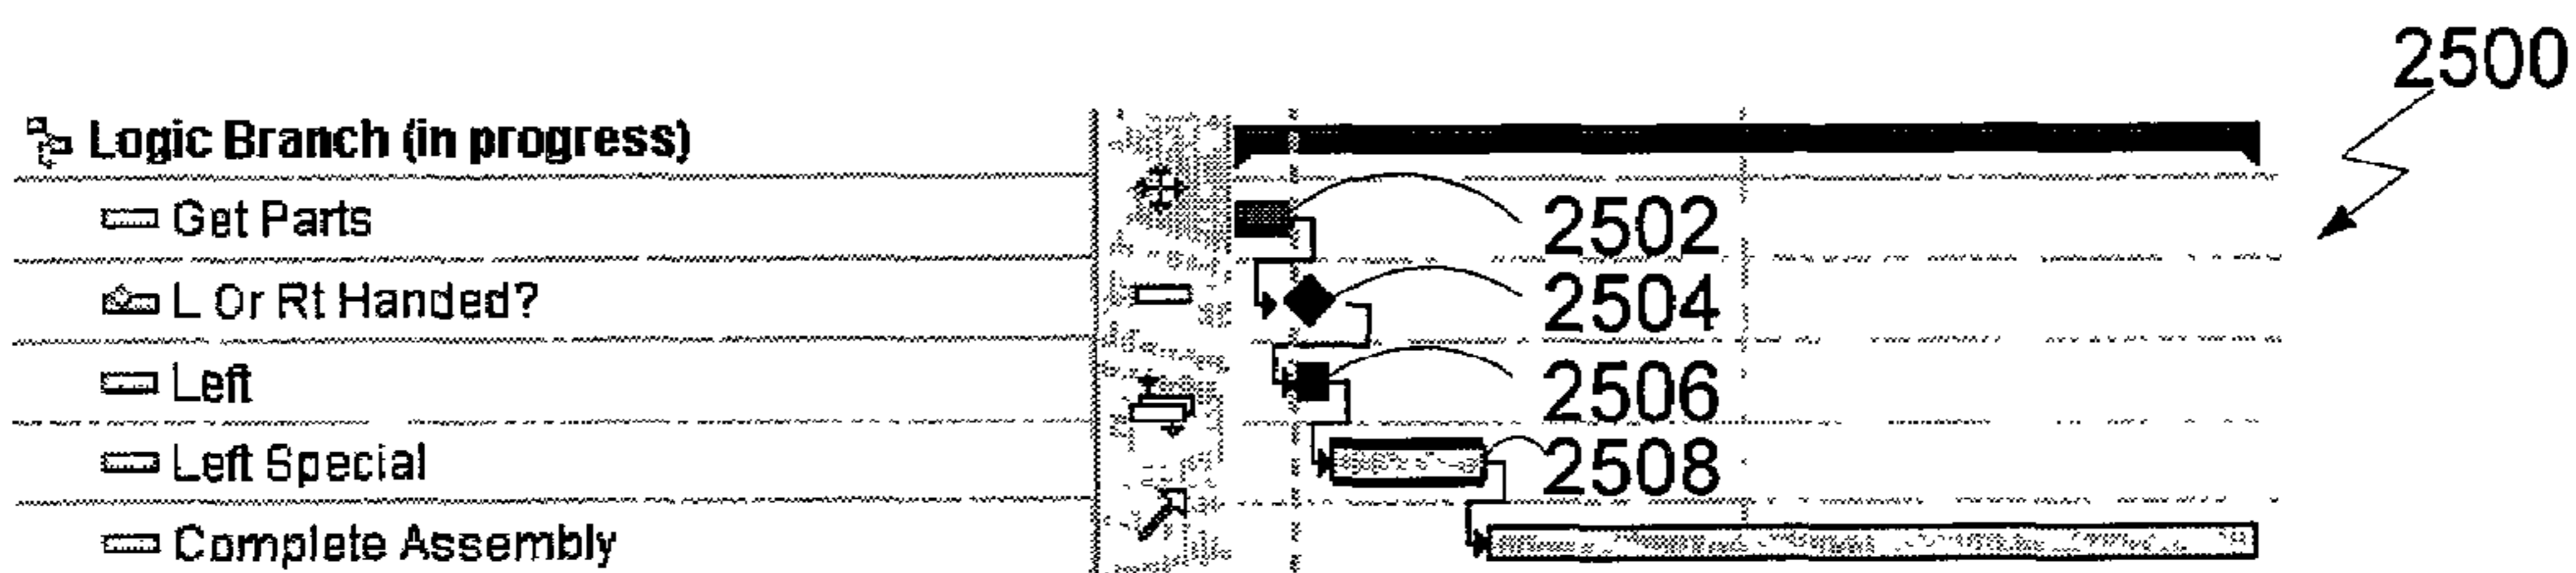 2500
Logic Branch (in progress)
Get Parts 2502
L Or Rt Handed? 2504
Left 2506
Left Special 2508
Complete Assembly